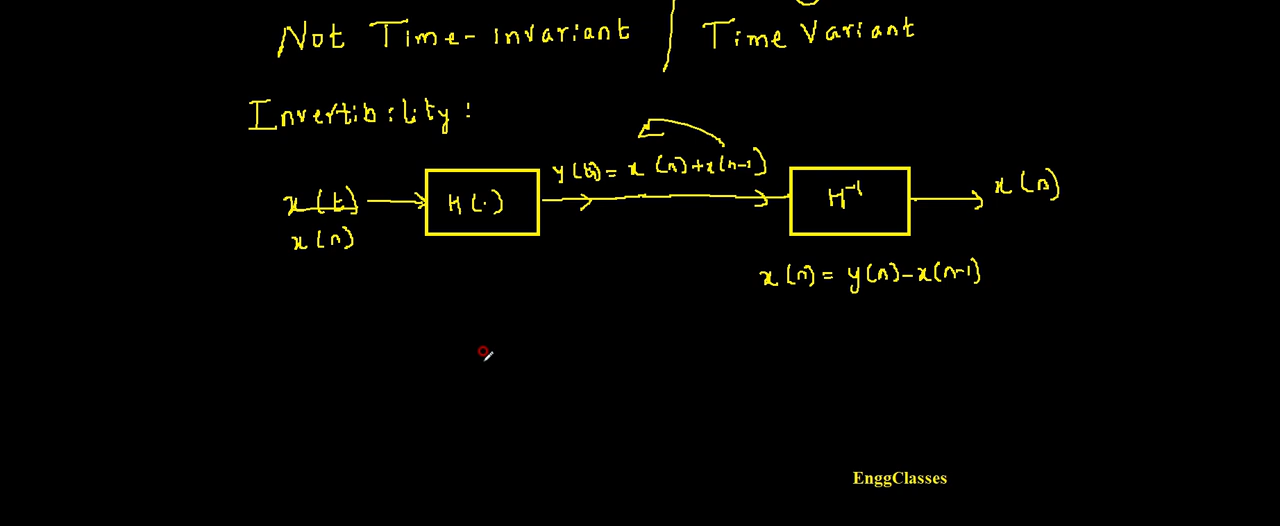 Not Time-invariant / Time Variant
Invertibility:
y(n)= x(n)+x(n-1)
x(t) H(.) H⁻¹ x(n)
x(n)
x(n)= y(n)-x(n-1)
EnggClasses